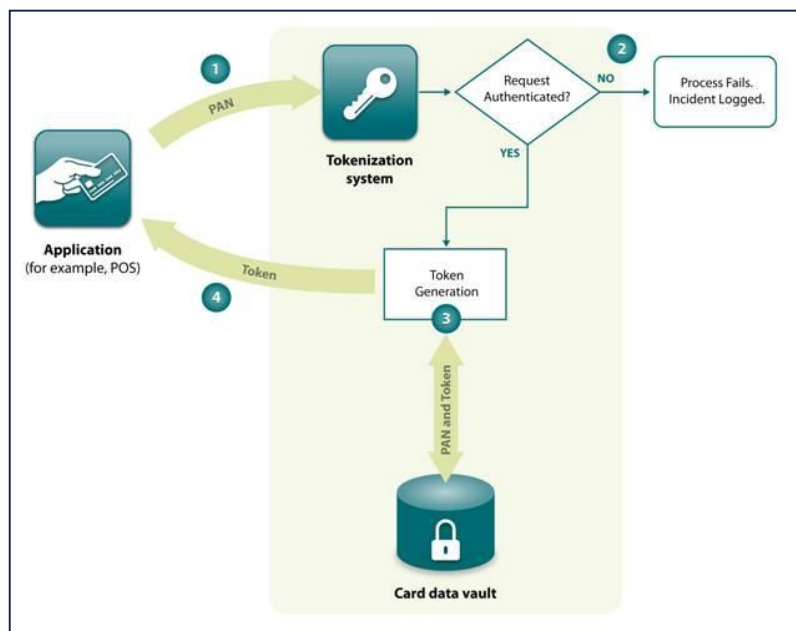 1
PAN
Tokenization
system
Request
Authenticated?
2
NO
Process Fails.
Incident Logged.
YES
Application
(for example, POS)
Token
4
Token
Generation
3
PAN and Token
Card data vault